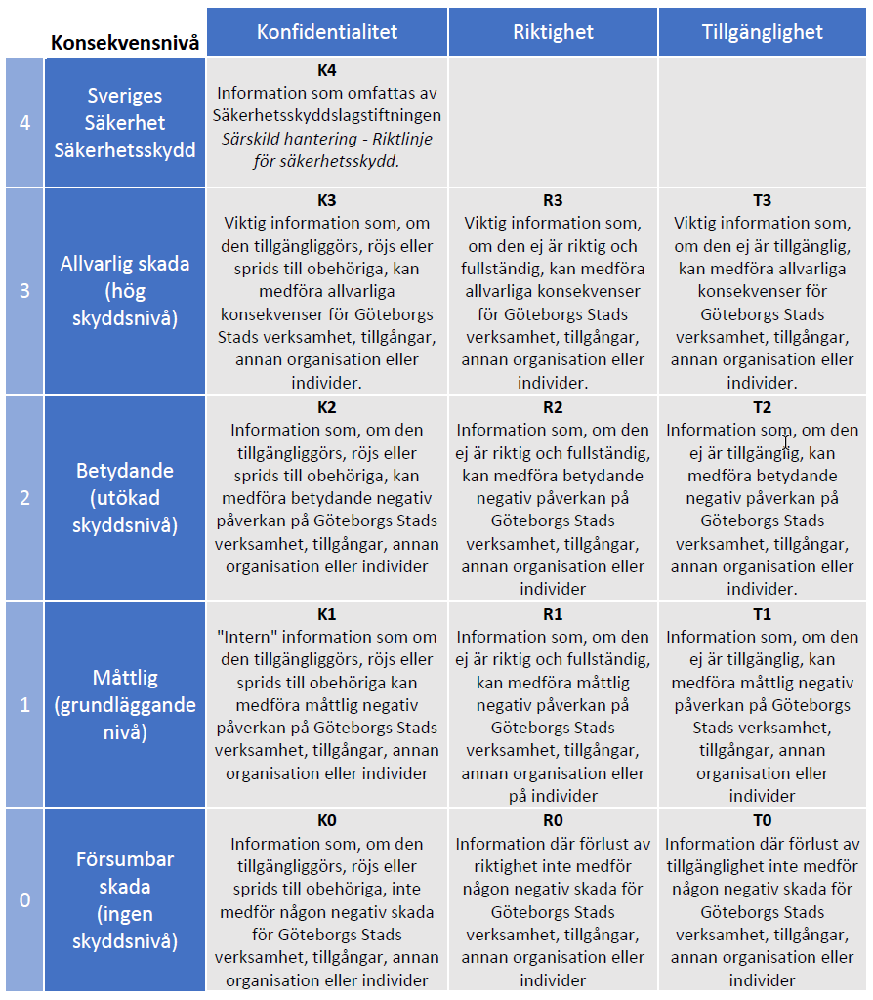 Konsekvensnivå
Konfidentialitet
Riktighet
Tillgänglighet
4
Sveriges
Säkerhet
Säkerhetsskydd
K4
Information som omfattas av
Säkerhetsskyddslagstiftningen
Särskild hantering - Riktlinje
för säkerhetsskydd.
3
Allvarlig skada
(hög
skyddsnivå)
K3
Viktig information som, om
den tillgängliggörs, röjs eller
sprids till obehöriga, kan
medföra allvarliga
konsekvenser för Göteborgs
Stads verksamhet, tillgångar,
annan organisation eller
individer.
R3
Viktig information som,
om den ej är riktig och
fullständig, kan medföra
allvarliga konsekvenser
för Göteborgs Stads
verksamhet, tillgångar,
annan organisation eller
individer.
T3
Viktig information som,
om den ej är tillgänglig,
kan medföra allvarliga
konsekvenser för
Göteborgs Stads
verksamhet, tillgångar,
annan organisation eller
individer.
2
Betydande
(utökad
skyddsnivå)
K2
Information som, om den
tillgängliggörs, röjs eller
sprids till obehöriga, kan
medföra betydande negativ
påverkan på Göteborgs Stads
verksamhet, tillgångar, annan
organisation eller individer
R2
Information som, om den
ej är riktig och fullständig,
kan medföra betydande
negativ påverkan på
Göteborgs Stads
verksamhet, tillgångar,
annan organisation eller
individer
T2
Information som, om den
ej är tillgänglig, kan
medföra betydande
negativ påverkan på
Göteborgs Stads
verksamhet, tillgångar,
annan organisation eller
individer.
1
Måttlig
(grundläggande
nivå)
K1
"Intern" information som om
den tillgängliggörs, röjs eller
sprids till obehöriga kan
medföra måttlig negativ
påverkan på Göteborgs Stads
verksamhet, tillgångar, annan
organisation eller individer
R1
Information som, om den
ej är riktig och fullständig,
kan medföra måttlig
negativ påverkan på
Göteborgs Stads
verksamhet, tillgångar,
annan organisation eller
på individer
T1
Information som, om den
ej är tillgänglig, kan
medföra måttlig negativ
påverkan på Göteborgs
Stads verksamhet,
tillgångar, annan
organisation eller
individer
0
Försumbar
skada
(ingen
skyddsnivå)
K0
Information som, om den
tillgängliggörs, röjs eller
sprids till obehöriga, inte
medför någon negativ skada
för Göteborgs Stads
verksamhet, tillgångar, annan
organisation eller individer
R0
Information där förlust av
riktighet inte medför
någon negativ skada för
Göteborgs Stads
verksamhet, tillgångar,
annan organisation eller
individer
T0
Information där förlust av
tillgänglighet inte medför
någon negativ skada för
Göteborgs Stads
verksamhet, tillgångar,
annan organisation eller
individer